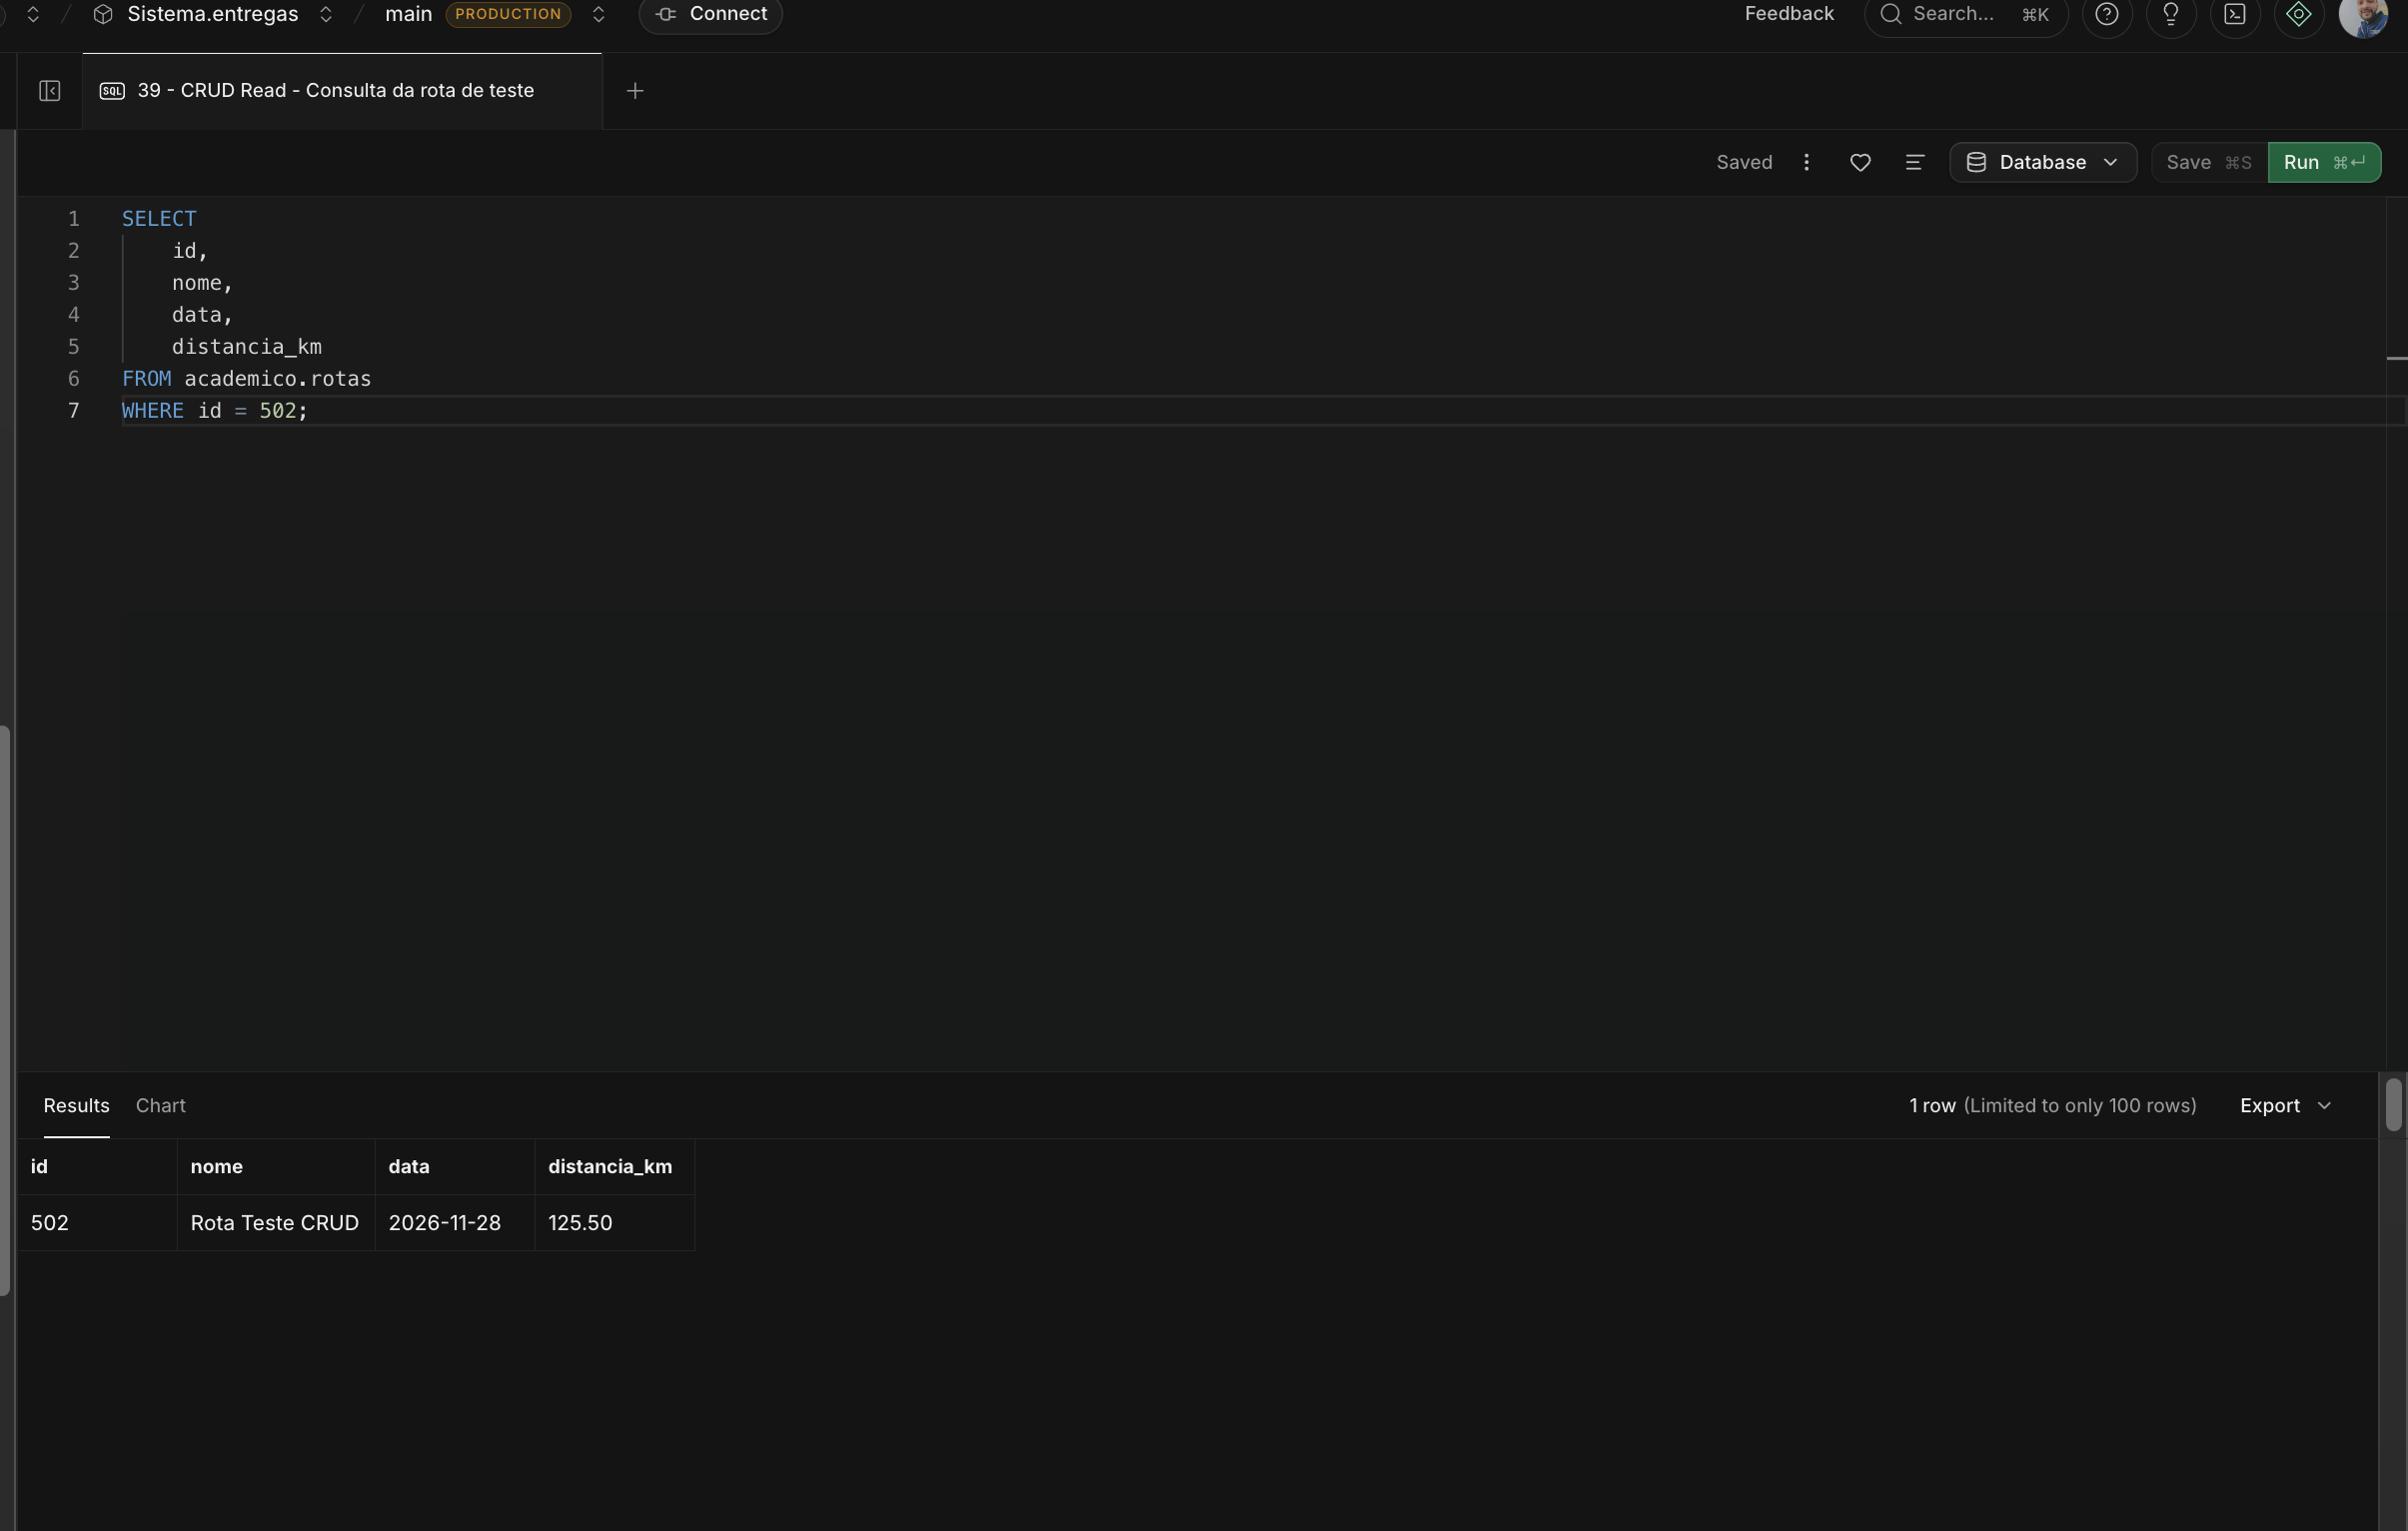 Sistema.entregas / main PRODUCTION Connect Feedback Search... ⌘K
SQL 39 - CRUD Read - Consulta da rota de teste +
Saved Database Save ⌘S Run ⌘↵
1 SELECT
2 id,
3 nome,
4 data,
5 distancia_km
6 FROM academico.rotas
7 WHERE id = 502;
Results Chart 1 row (Limited to only 100 rows) Export
id nome data distancia_km
502 Rota Teste CRUD 2026-11-28 125.50